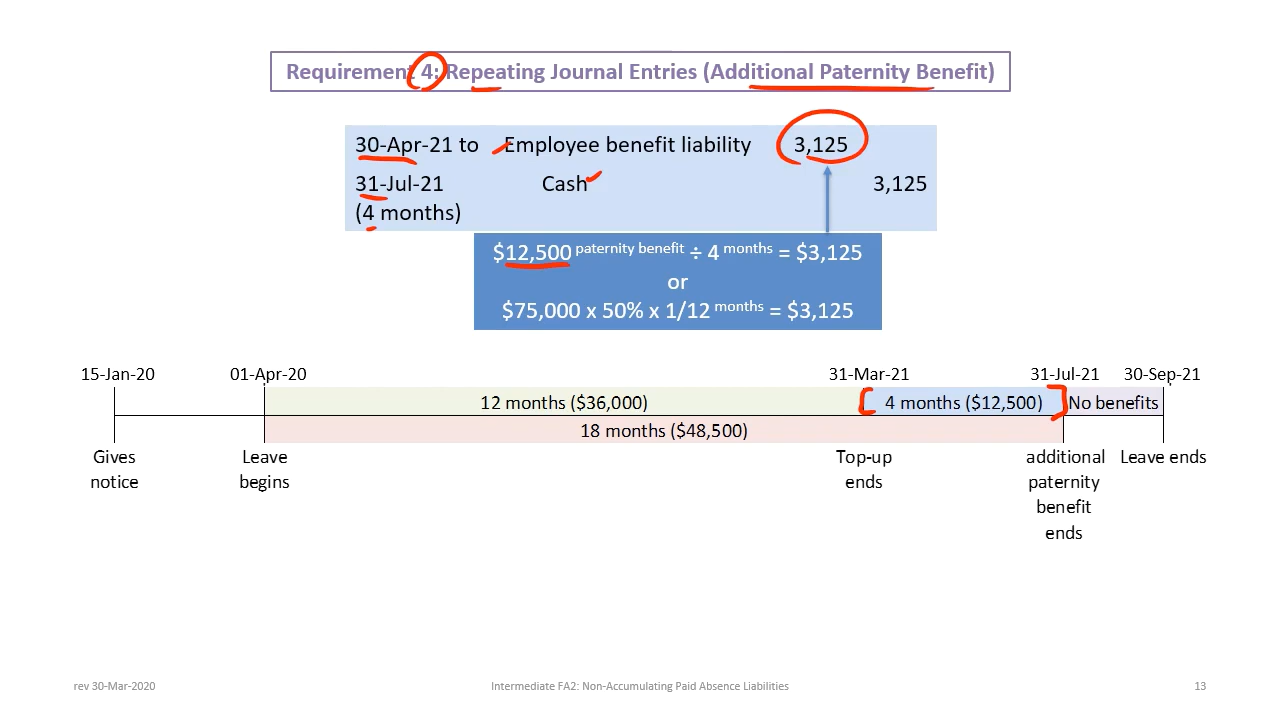 Requirement 4: Repeating Journal Entries (Additional Paternity Benefit)
30-Apr-21 to Employee benefit liability 3,125
31-Jul-21 Cash 3,125
(4 months)
$12,500 paternity benefit ÷ 4 months = $3,125
or
$75,000 x 50% x 1/12 months = $3,125
15-Jan-20 01-Apr-20 31-Mar-21 31-Jul-21 30-Sep-21
12 months ($36,000) 4 months ($12,500) No benefits
18 months ($48,500)
Gives Leave Top-up additional Leave ends
notice begins ends paternity
benefit
ends
rev 30-Mar-2020 Intermediate FA2: Non-Accumulating Paid Absence Liabilities 13